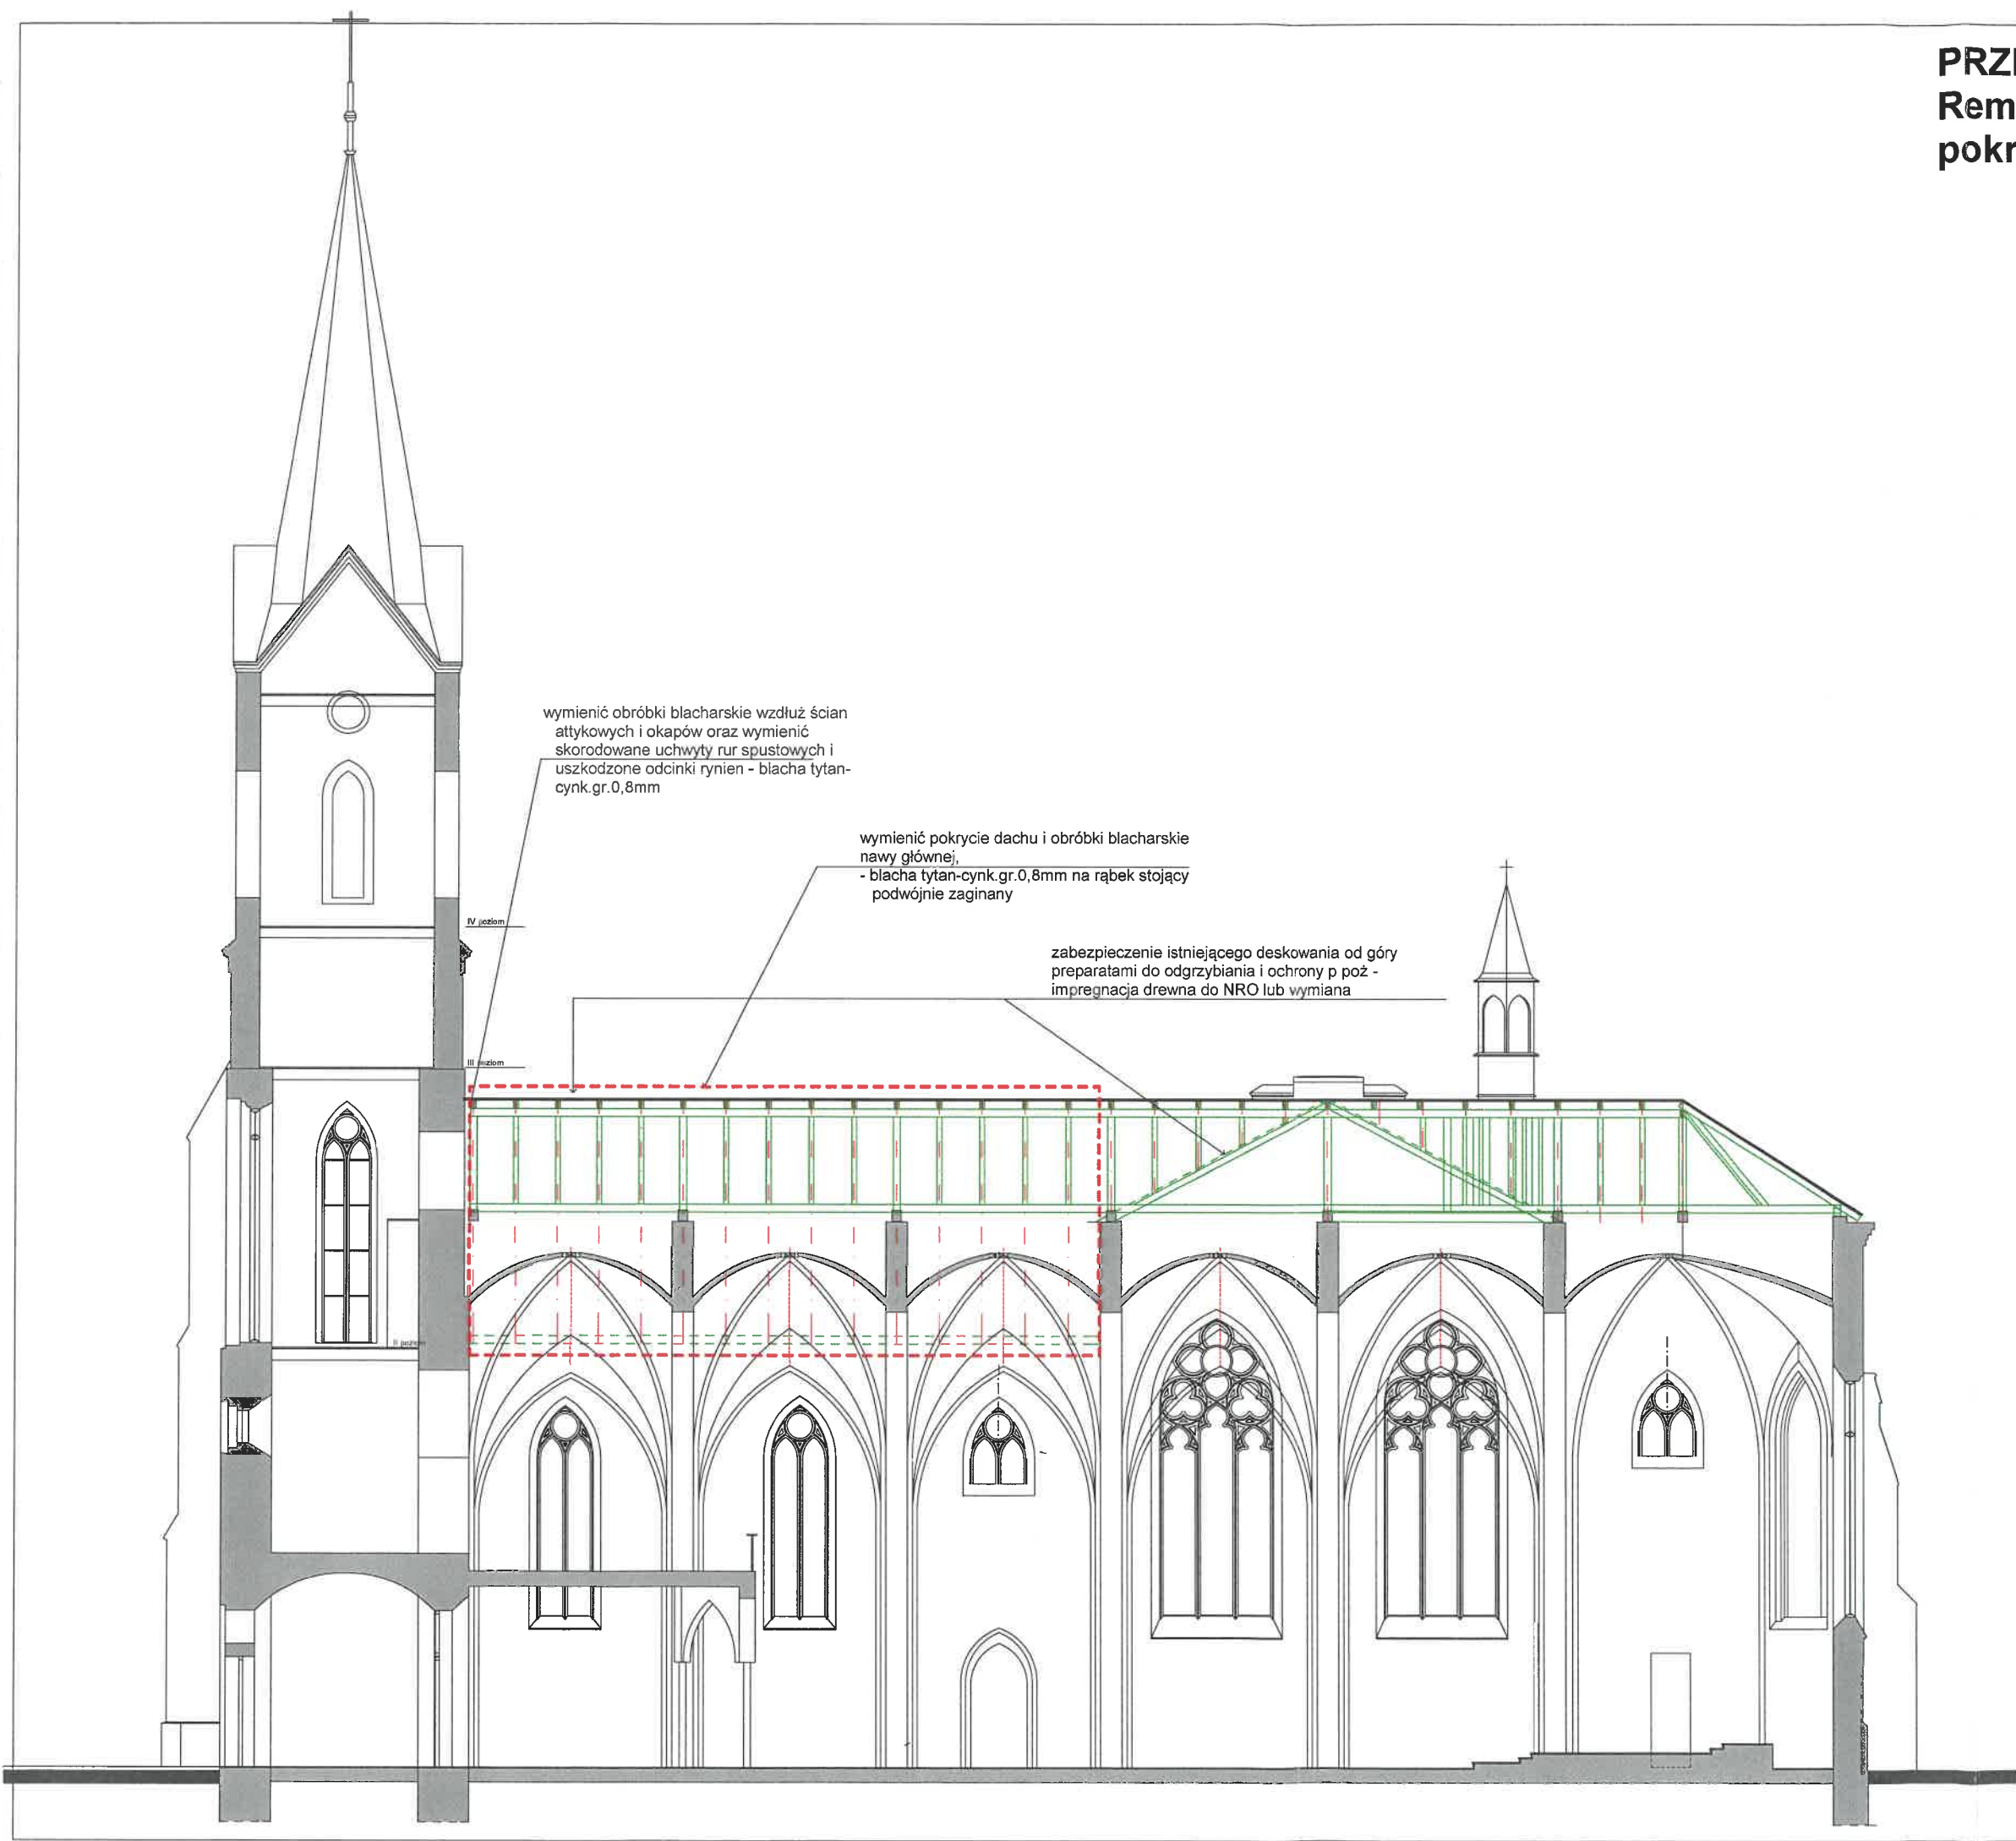 PRZ
Rem
pokr
wymienić obróbki blacharskie wzdłuż ścian
attykowych i okapów oraz wymienić
skorodowane uchwyty rur spustowych i
uszkodzone odcinki rynien - blacha tytan-
cynk.gr.0,8mm
wymienić pokrycie dachu i obróbki blacharskie
nawy głównej,
- blacha tytan-cynk.gr.0,8mm na rąbek stojący
podwójnie zaginany
IV poziom
zabezpieczenie istniejącego deskowania od góry
preparatami do odgrzybiania i ochrony p poż -
impregnacja drewna do NRO lub wymiana
III poziom
II poziom